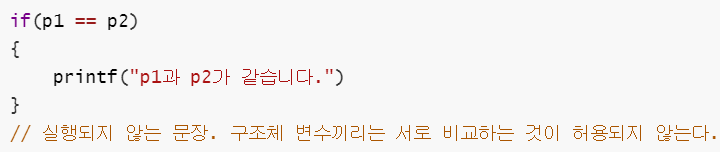 if(p1 == p2)
{
    printf("p1과 p2가 같습니다.")
}
// 실행되지 않는 문장. 구조체 변수끼리는 서로 비교하는 것이 허용되지 않는다.